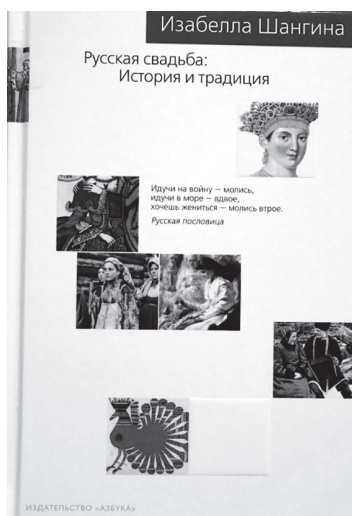 Изабелла Шангина
Русская свадьба:
История и традиция
Идучи на войну – молись,
идучи в море – вдвое,
хочешь жениться – молись втрое.
Русская пословица
ИЗДАТЕЛЬСТВО «АЗБУКА»